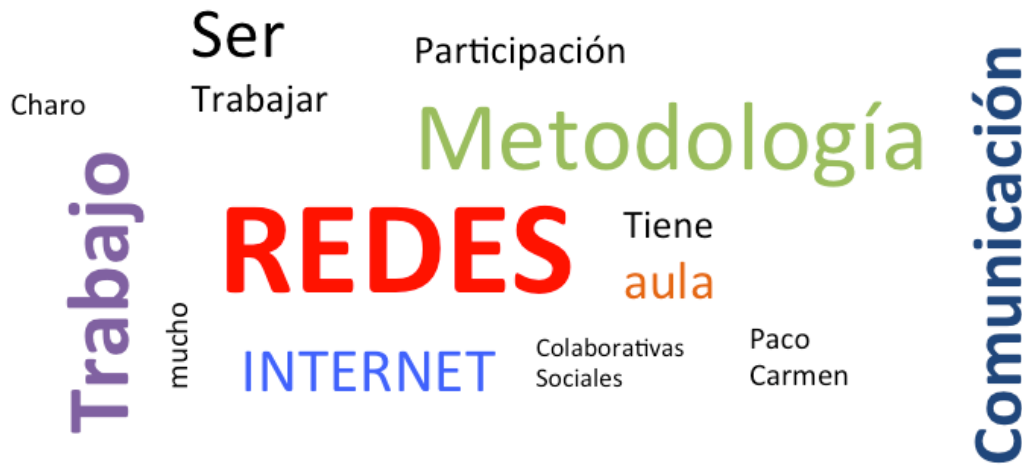 Ser
Participación
Charo
Trabajar
Metodología
Comunicación
Trabajo
REDES
Tiene
aula
mucho
INTERNET
Colaborativas
Sociales
Paco
Carmen